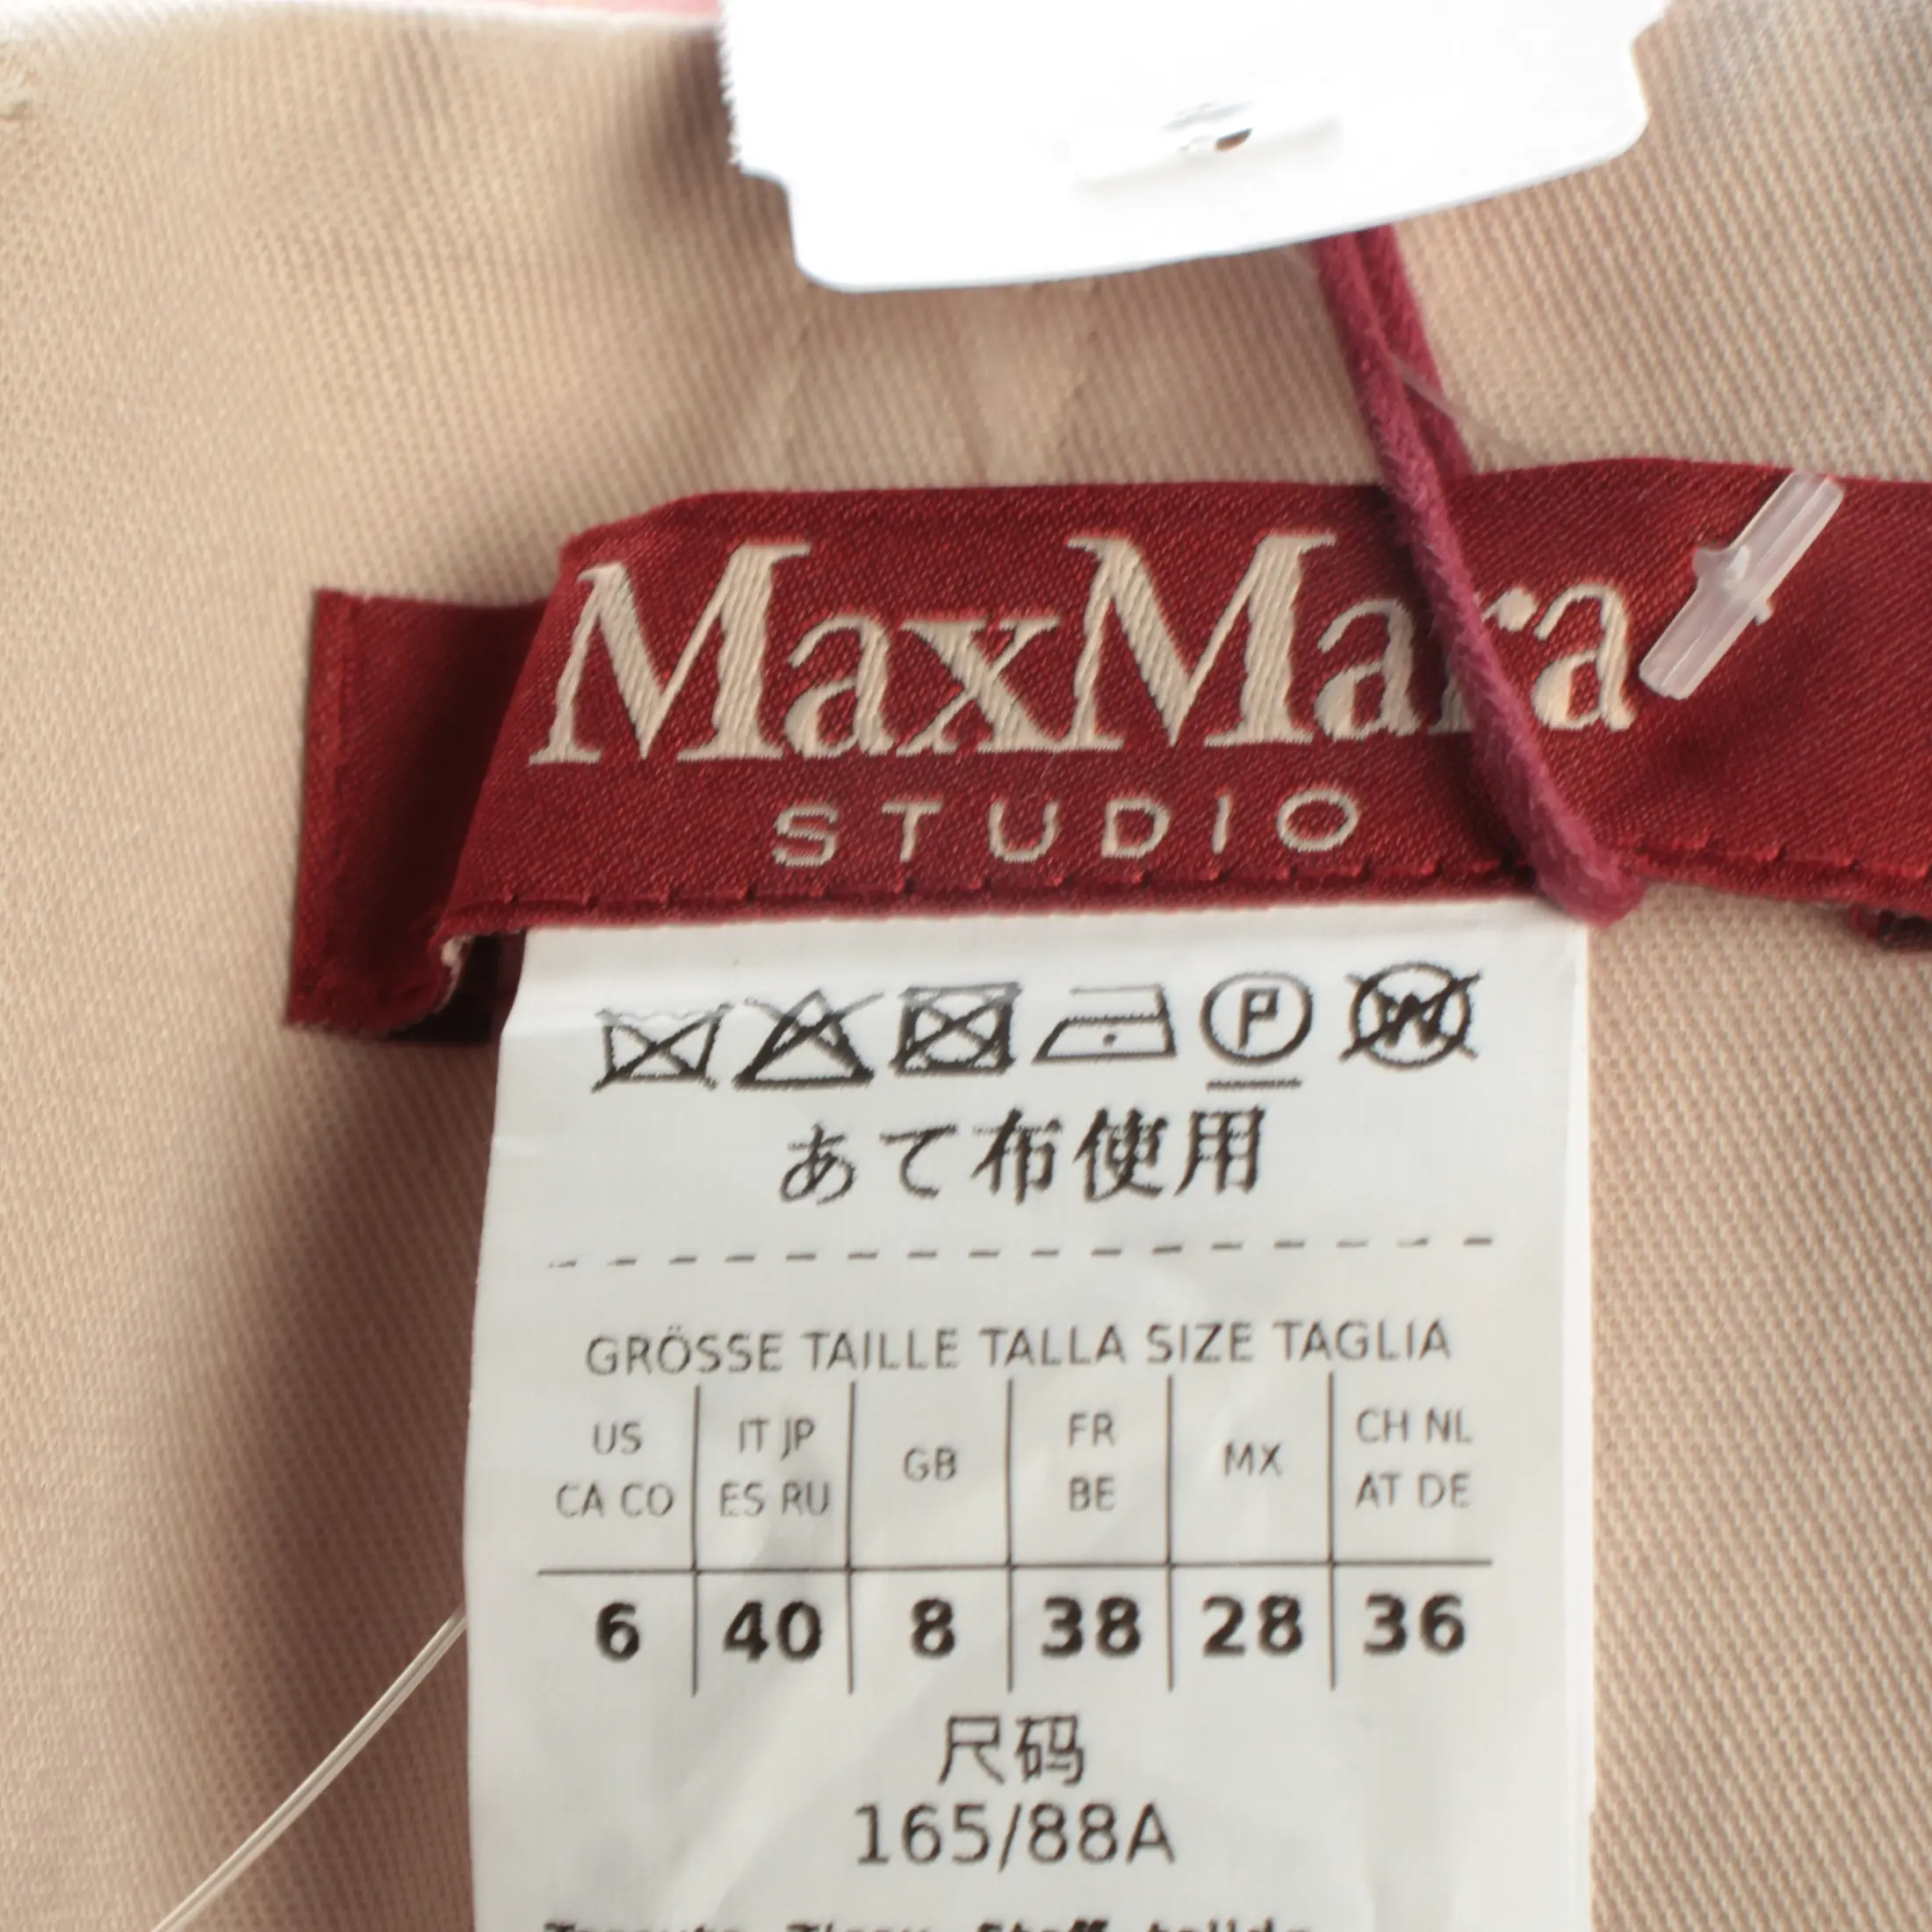 MaxMara
STUDIO
P W
あて布使用
GRÖSSE TAILLE TALLA SIZE TAGLIA
US IT JP GB FR MX CH NL
CA CO ES RU BE AT DE
6 40 8 38 28 36
尺码
165/88A